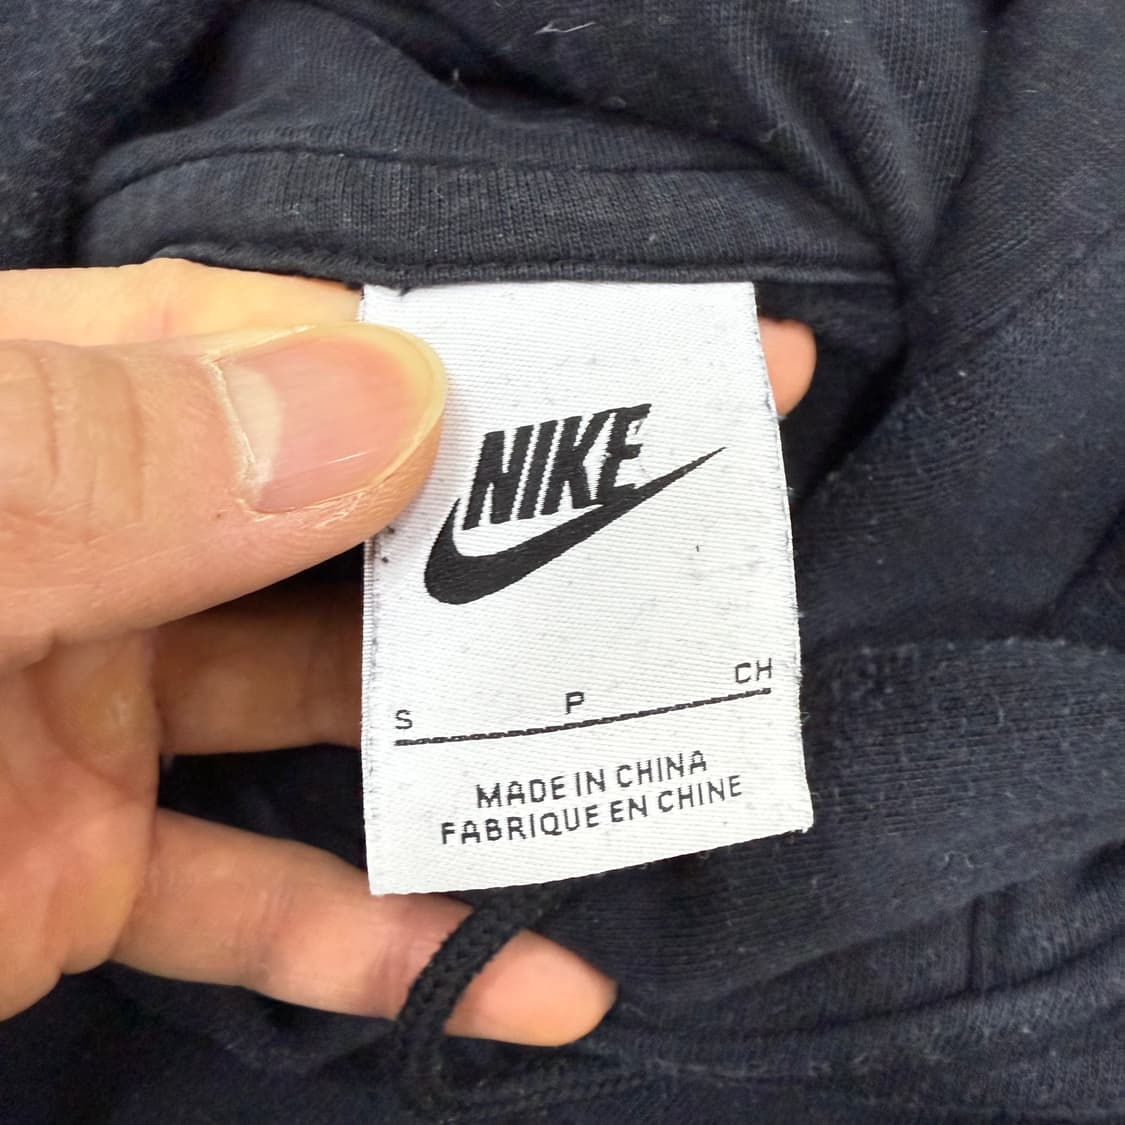 NIKE
S P CH
MADE IN CHINA
FABRIQUE EN CHINE